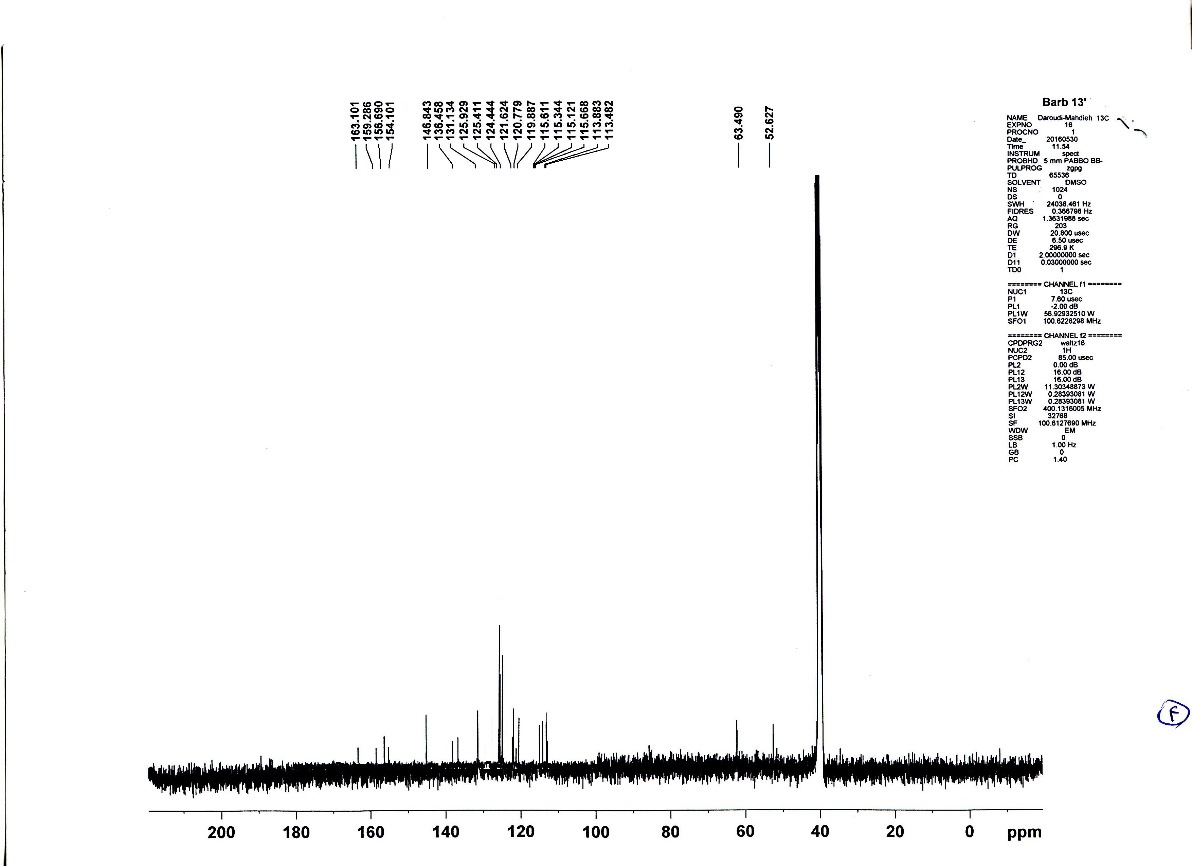 163.101
159.286
156.690
154.101
146.843
136.458
131.134
125.929
125.411
124.444
121.624
120.779
119.887
115.611
115.344
115.121
115.668
113.883
113.482
63.490
52.627
Barb 13'
NAME Daroudi-Mahdieh 13C
EXPNO 16
PROCNO 1
Date_ 20160530
Time 11.54
INSTRUM spect
PROBHD 5 mm PABBO BB-
PULPROG zgpg
TD 65536
SOLVENT DMSO
NS 1024
DS 0
SWH 24038.461 Hz
FIDRES 0.366798 Hz
AQ 1.3631988 sec
RG 203
DW 20.800 usec
DE 6.50 usec
TE 296.9 K
D1 2.00000000 sec
D11 0.03000000 sec
TD0 1
======== CHANNEL f1 ========
NUC1 13C
P1 7.60 usec
PL1 -2.00 dB
PL1W 56.92932510 W
SFO1 100.6228298 MHz
======== CHANNEL f2 ========
CPDPRG2 waltz16
NUC2 1H
PCPD2 85.00 usec
PL2 0.00 dB
PL12 16.00 dB
PL13 16.00 dB
PL2W 11.30348873 W
PL12W 0.28393081 W
PL13W 0.28393081 W
SFO2 400.1316005 MHz
SI 32768
SF 100.6127690 MHz
WDW EM
SSB 0
LB 1.00 Hz
GB 0
PC 1.40
F
200 180 160 140 120 100 80 60 40 20 0 ppm